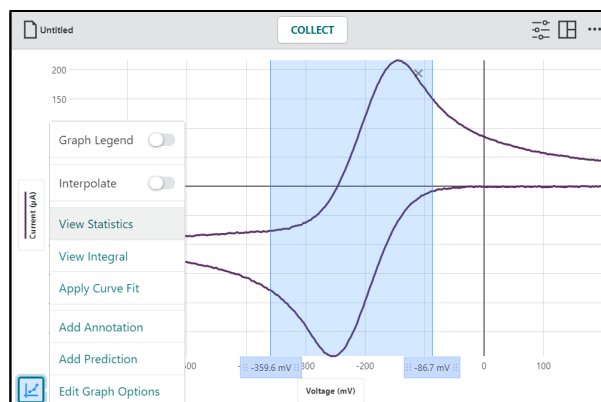 Untitled
COLLECT
200
150
Graph Legend
Interpolate
View Statistics
View Integral
Apply Curve Fit
Add Annotation
Add Prediction
Edit Graph Options
Current (µA)
-359.6 mV
-200
-86.7 mV
0
100
Voltage (mV)